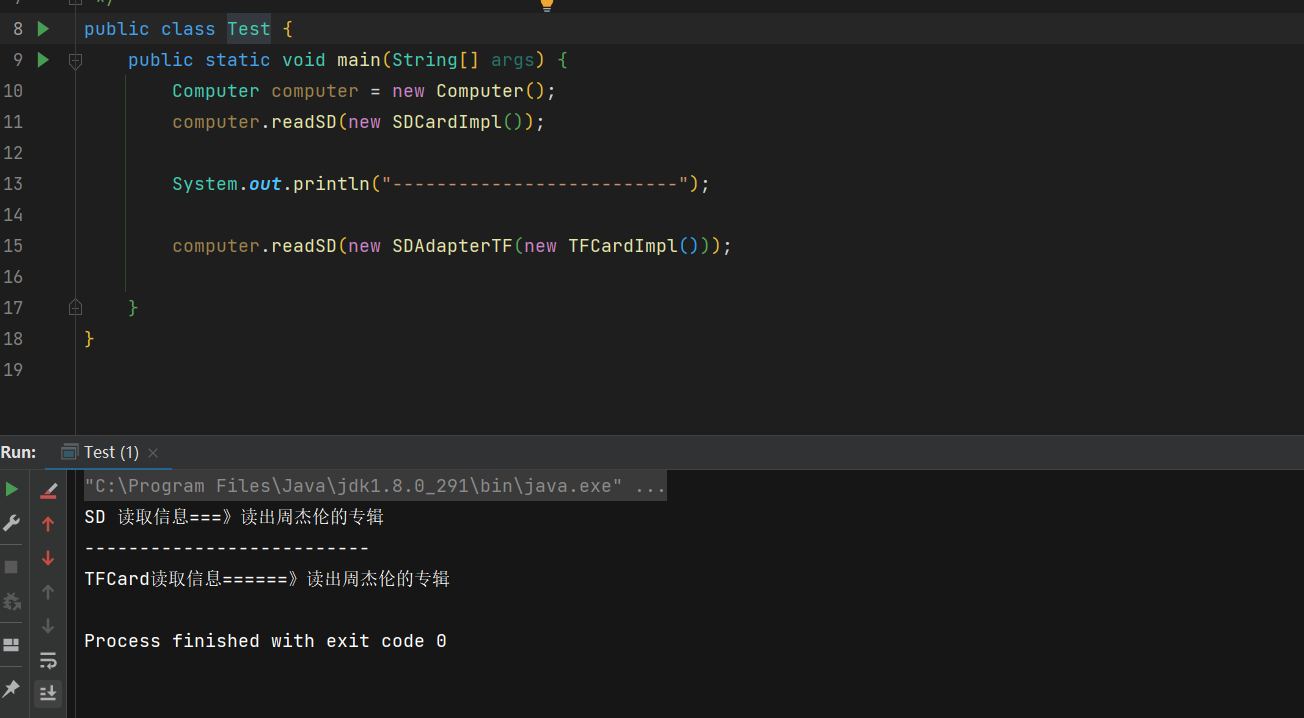 7 */
8 public class Test {
9 public static void main(String[] args) {
10 Computer computer = new Computer();
11 computer.readSD(new SDCardImpl());
12
13 System.out.println("--------------------------");
14
15 computer.readSD(new SDAdapterTF(new TFCardImpl()));
16
17 }
18 }
19
Run: Test (1) ×
"C:\Program Files\Java\jdk1.8.0_291\bin\java.exe" ...
SD 读取信息===》读出周杰伦的专辑
--------------------------
TFCard读取信息======》读出周杰伦的专辑
Process finished with exit code 0